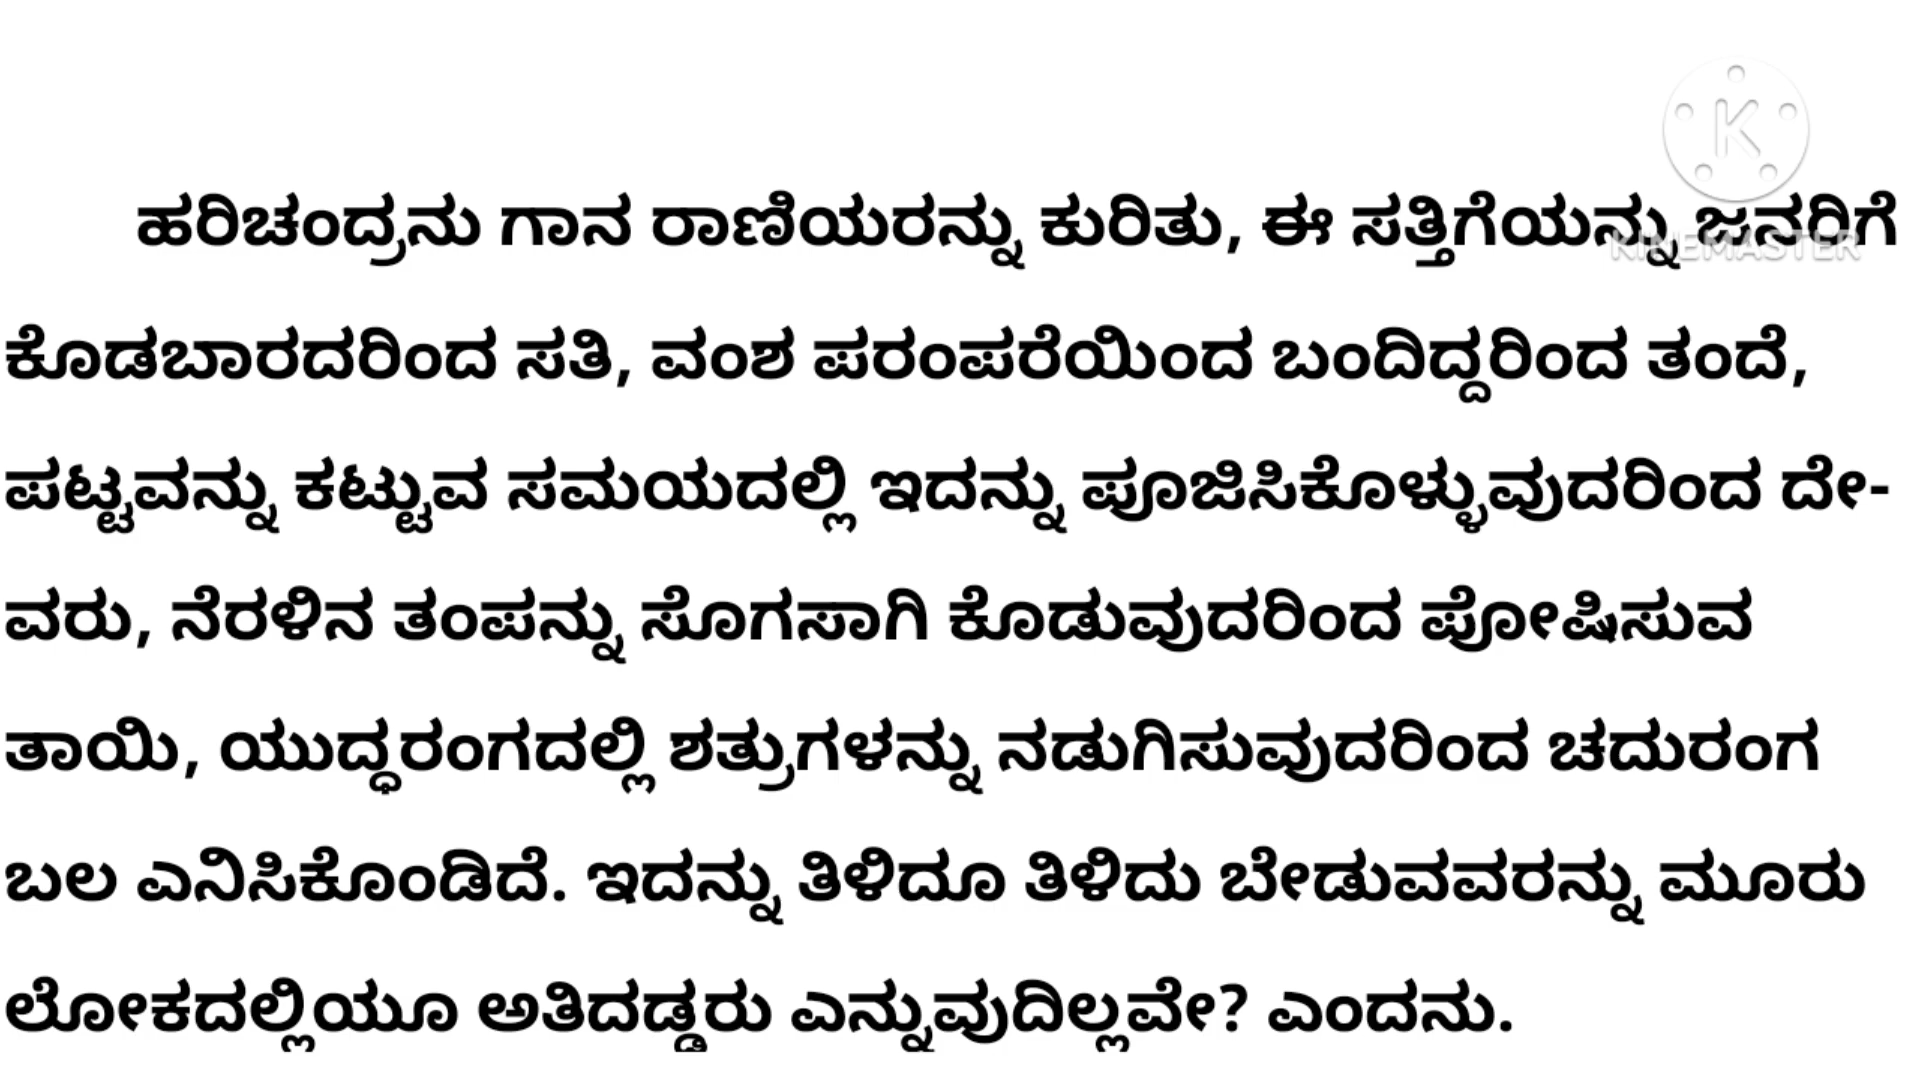 K
KINEMASTER
ಹರಿಚಂದ್ರನು ಗಾನ ರಾಣಿಯರನ್ನು ಕುರಿತು, ಈ ಸತ್ತಿಗೆಯನ್ನು ಜನರಿಗೆ
ಕೊಡಬಾರದರಿಂದ ಸತಿ, ವಂಶ ಪರಂಪರೆಯಿಂದ ಬಂದಿದ್ದರಿಂದ ತಂದೆ,
ಪಟ್ಟವನ್ನು ಕಟ್ಟುವ ಸಮಯದಲ್ಲಿ ಇದನ್ನು ಪೂಜಿಸಿಕೊಳ್ಳುವುದರಿಂದ ದೇ-
ವರು, ನೆರಳಿನ ತಂಪನ್ನು ಸೊಗಸಾಗಿ ಕೊಡುವುದರಿಂದ ಪೋಷಿಸುವ
ತಾಯಿ, ಯುದ್ಧರಂಗದಲ್ಲಿ ಶತ್ರುಗಳನ್ನು ನಡುಗಿಸುವುದರಿಂದ ಚದುರಂಗ
ಬಲ ಎನಿಸಿಕೊಂಡಿದೆ. ಇದನ್ನು ತಿಳಿದೂ ತಿಳಿದು ಬೇಡುವವರನ್ನು ಮೂರು
ಲೋಕದಲ್ಲಿಯೂ ಅತಿದಡ್ಡರು ಎನ್ನುವುದಿಲ್ಲವೇ? ಎಂದನು.